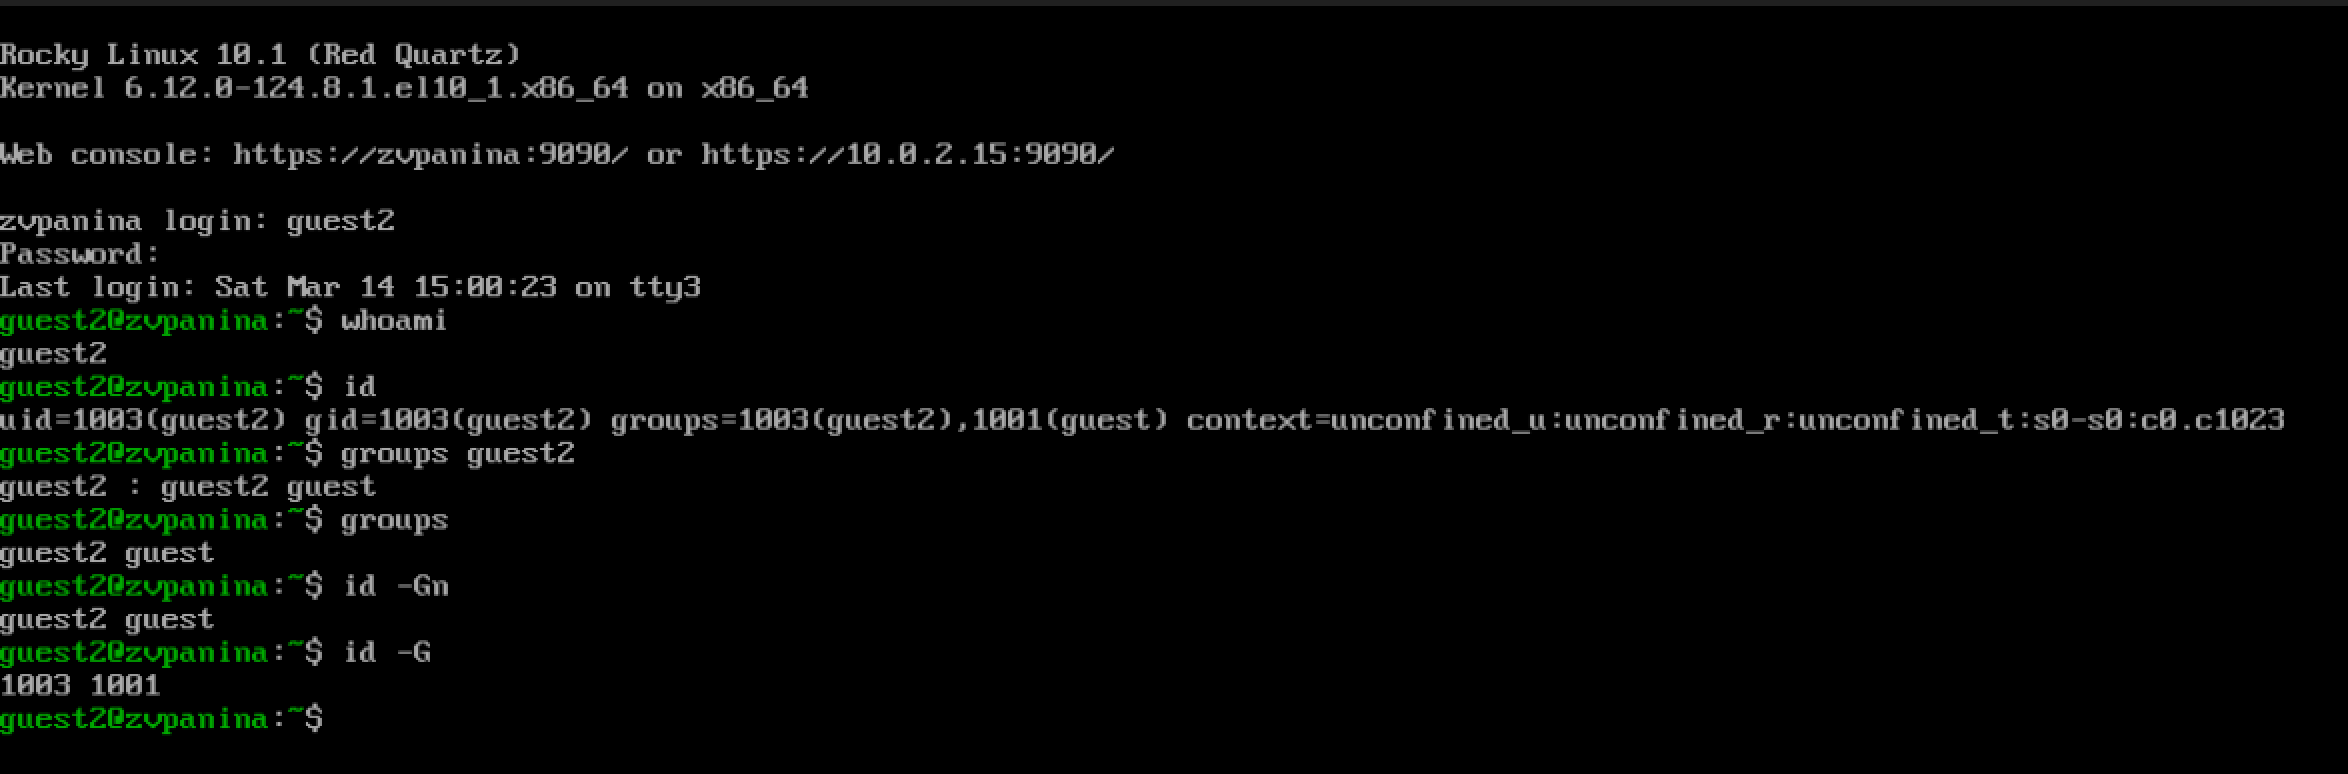 Rocky Linux 10.1 (Red Quartz)
Kernel 6.12.0-124.8.1.el10_1.x86_64 on x86_64
Web console: https://zvpanina:9090/ or https://10.0.2.15:9090/
zvpanina login: guest2
Password:
Last login: Sat Mar 14 15:00:23 on tty3
guest2@zvpanina:~$ whoami
guest2
guest2@zvpanina:~$ id
uid=1003(guest2) gid=1003(guest2) groups=1003(guest2),1001(guest) context=unconfined_u:unconfined_r:unconfined_t:s0-s0:c0.c1023
guest2@zvpanina:~$ groups guest2
guest2 : guest2 guest
guest2@zvpanina:~$ groups
guest2 guest
guest2@zvpanina:~$ id -Gn
guest2 guest
guest2@zvpanina:~$ id -G
1003 1001
guest2@zvpanina:~$